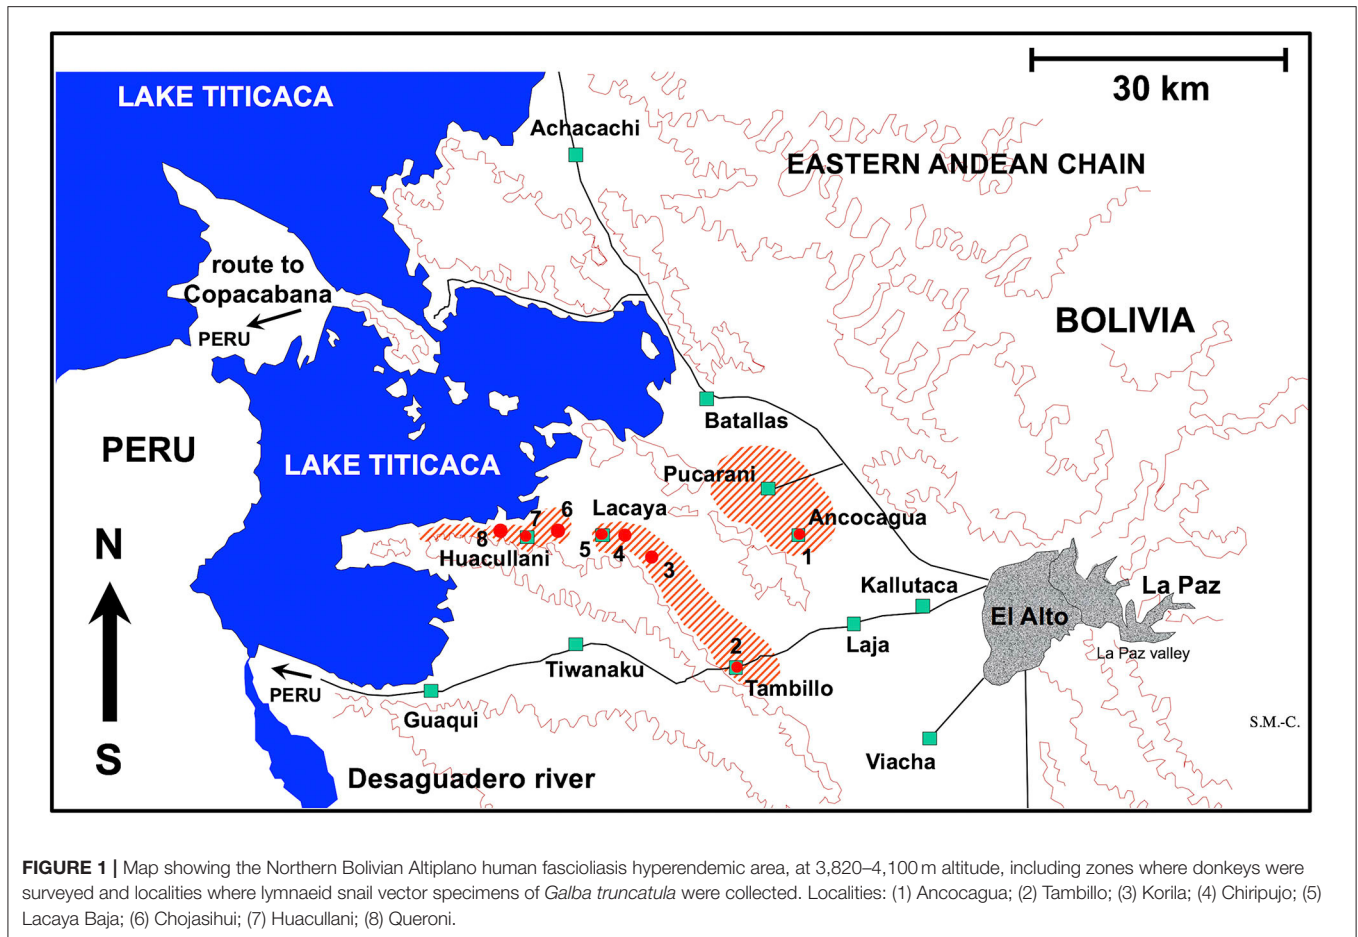 LAKE TITICACA
30 km
Achacachi
EASTERN ANDEAN CHAIN
route to
Copacabana
PERU
BOLIVIA
Batallas
PERU
LAKE TITICACA
Pucarani
Lacaya
6
7
Ancocagua
N
8
Huacullani
5
4
3
1
Kallutaca
La Paz
El Alto
2
Laja
La Paz valley
Tiwanaku
Tambillo
PERU
Guaqui
S.M.-C.
S
Viacha
Desaguadero river
FIGURE 1 | Map showing the Northern Bolivian Altiplano human fascioliasis hyperendemic area, at 3,820–4,100 m altitude, including zones where donkeys were
surveyed and localities where lymnaeid snail vector specimens of Galba truncatula were collected. Localities: (1) Ancocagua; (2) Tambillo; (3) Korila; (4) Chiripujo; (5)
Lacaya Baja; (6) Chojasihui; (7) Huacullani; (8) Queroni.